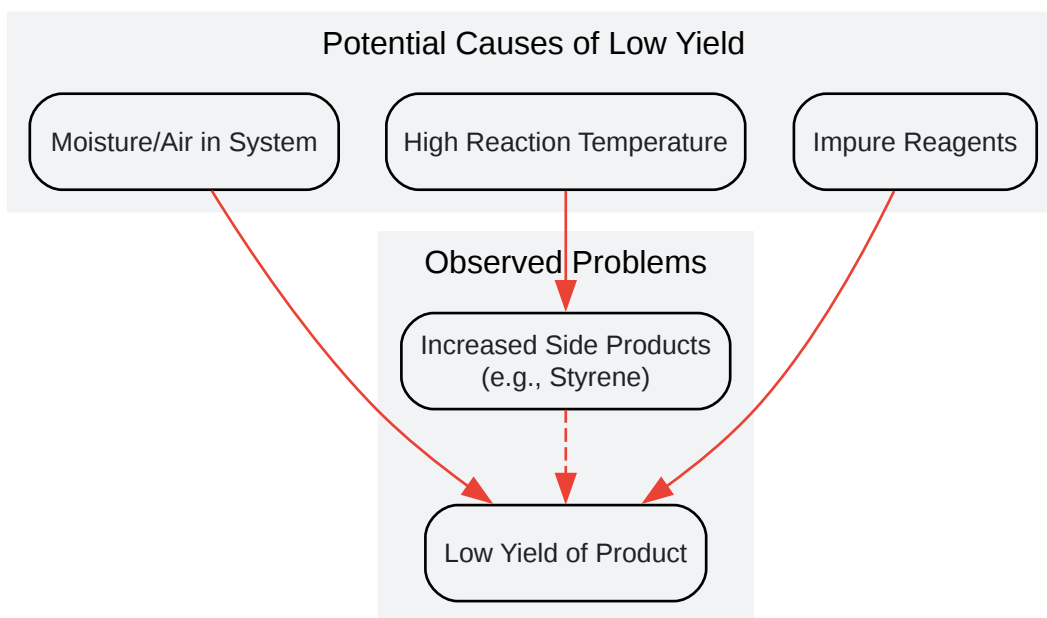 Potential Causes of Low Yield
Moisture/Air in System
High Reaction Temperature
Impure Reagents
Observed Problems
Increased Side Products
(e.g., Styrene)
Low Yield of Product